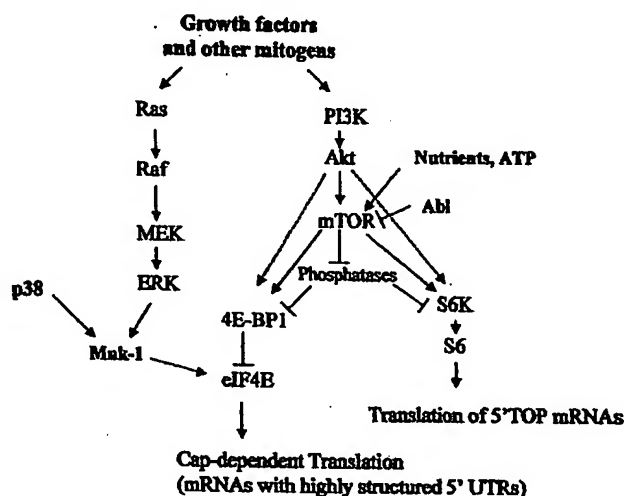 Growth factors
and other mitogens
Ras
PI3K
Raf
Akt
Nutrients, ATP
MEK
mTOR
Abl
ERK
Phosphatases
p38
4E-BP1
S6K
Mnk-1
eIF4E
S6
Translation of 5'TOP mRNAs
Cap-dependent Translation
(mRNAs with highly structured 5' UTRs)